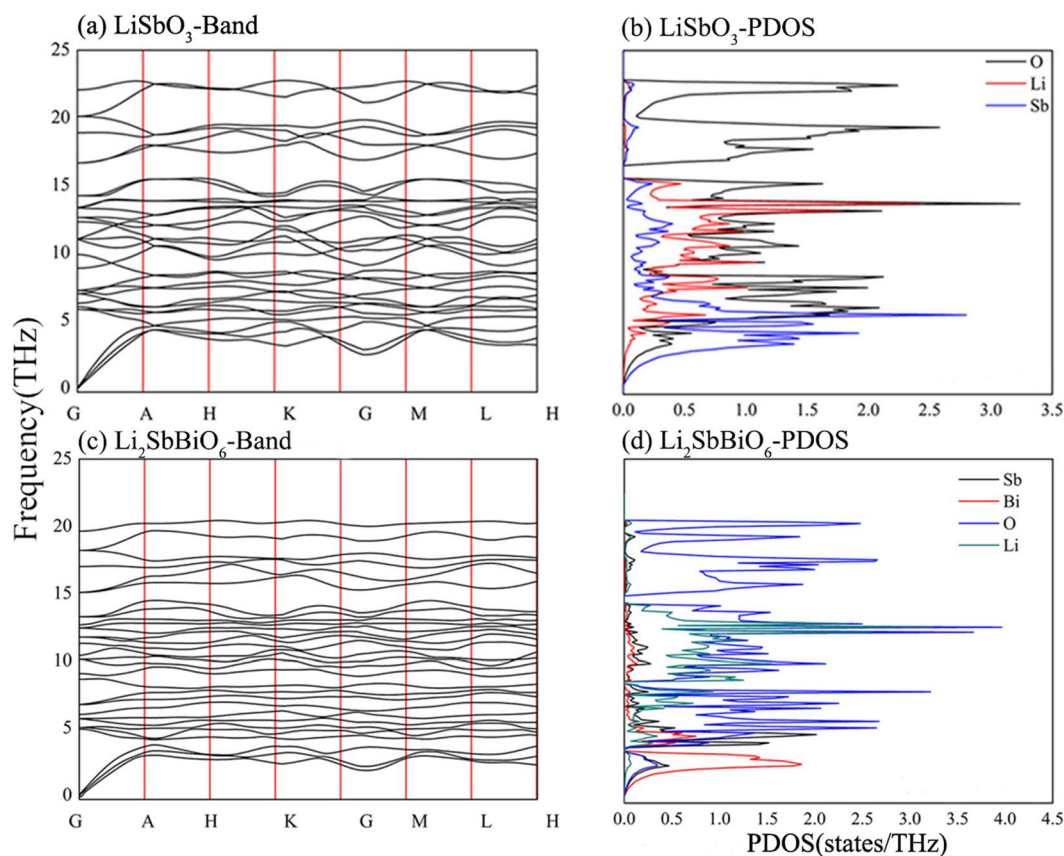 (a) LiSbO₃-Band
25
20
15
10
5
0
G A H K G M L H
(b) LiSbO₃-PDOS
O
Li
Sb
0.0 0.5 1.0 1.5 2.0 2.5 3.0 3.5
Frequency(THz)
(c) Li₂SbBiO₆-Band
25
20
15
10
5
0
G A H K G M L H
(d) Li₂SbBiO₆-PDOS
Sb
Bi
O
Li
0.0 0.5 1.0 1.5 2.0 2.5 3.0 3.5 4.0 4.5
PDOS(states/THz)